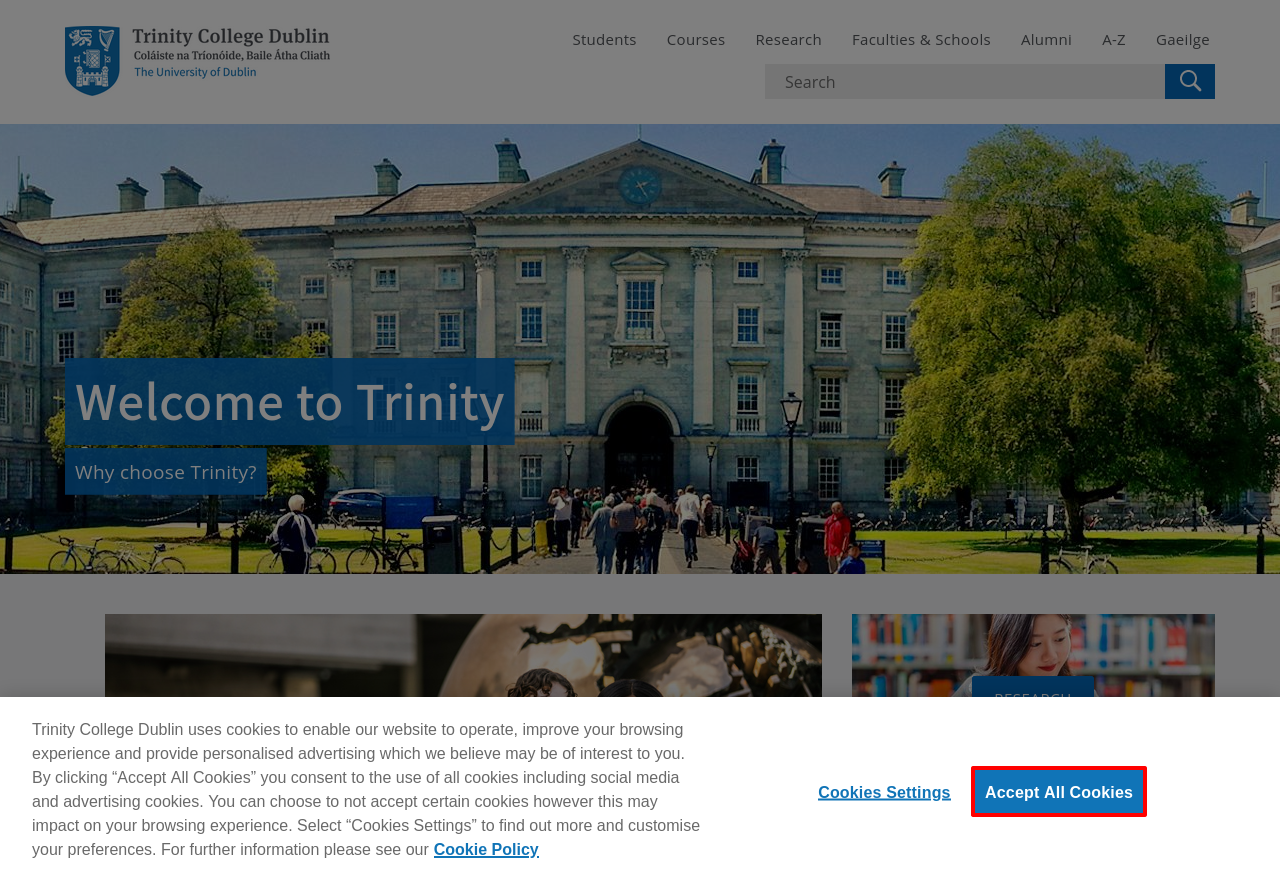 Trinity College Dublin
Coláiste na Tríonóide, Baile Átha Cliath
The University of Dublin
Students Courses Research Faculties & Schools Alumni A-Z Gaeilge
Search
Welcome to Trinity
Why choose Trinity?
RESEARCH
Trinity College Dublin uses cookies to enable our website to operate, improve your browsing
experience and provide personalised advertising which we believe may be of interest to you.
By clicking “Accept All Cookies” you consent to the use of all cookies including social media
and advertising cookies. You can choose to not accept certain cookies however this may
impact on your browsing experience. Select “Cookies Settings” to find out more and customise
your preferences. For further information please see our Cookie Policy
Cookies Settings
Accept All Cookies